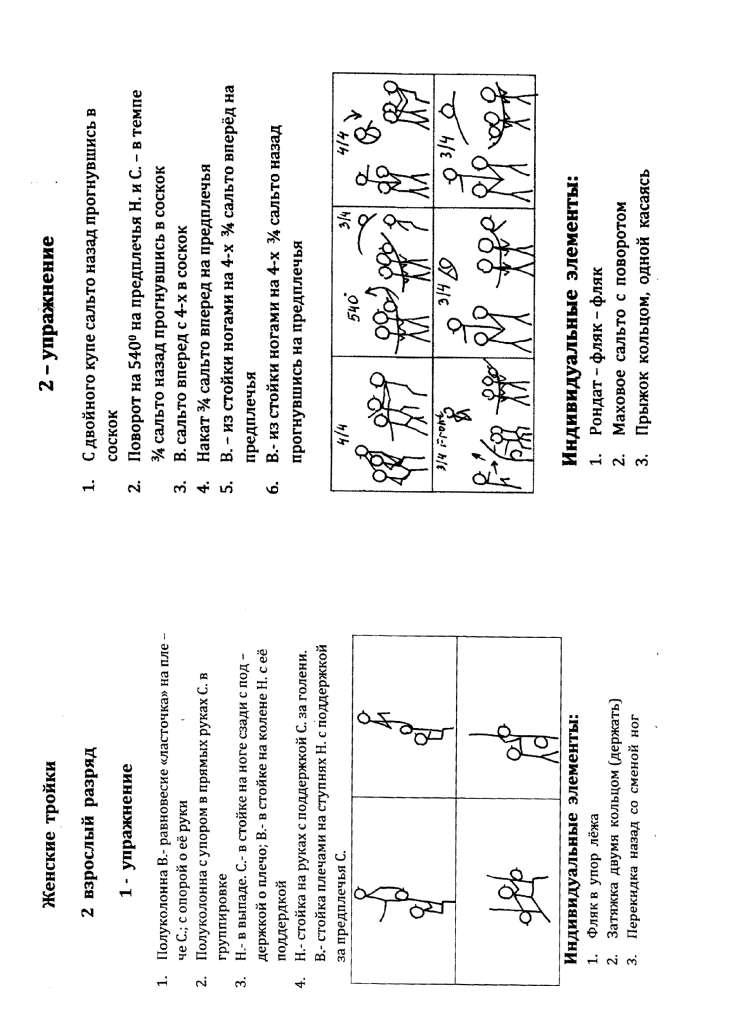 Женские тройки
2 взрослый разряд
1 - упражнение
1. Полуколонна В.- равновесие «ласточка» на пле –
че С.; с опорой о её руки
2. Полуколонна с упором в прямых руках С. в
группировке
3. Н.- в выпаде. С.- в стойке на ноге сзади с под –
держкой о плечо; В.- в стойке на колене Н. с её
поддердкой
4. Н.- стойка на руках с поддержкой С. за голени.
В.- стойка плечами на ступнях Н. с поддержкой
за предплечья С.
Индивидуальные элементы:
1. Фляк в упор лёжа
2. Затяжка двумя кольцом (держать)
3. Перекидка назад со сменой ног
2 – упражнение
1. С двойного купе сальто назад прогнувшись в
соскок
2. Поворот на 540⁰ на предплечья Н. и С. – в темпе
¾ сальто назад прогнувшись в соскок
3. В. сальто вперед с 4-х в соскок
4. Накат ¾ сальто вперед на предплечья
5. В. – из стойки ногами на 4-х ¾ сальто вперёд на
предплечья
6. В.- из стойки ногами на 4-х ¾ сальто назад
прогнувшись на предплечья
4/4
540°
3/4
4/4
3/4 Front
3/4
3/4
Индивидуальные элементы:
1. Рондат – фляк – фляк
2. Маховое сальто с поворотом
3. Прыжок кольцом, одной касаясь